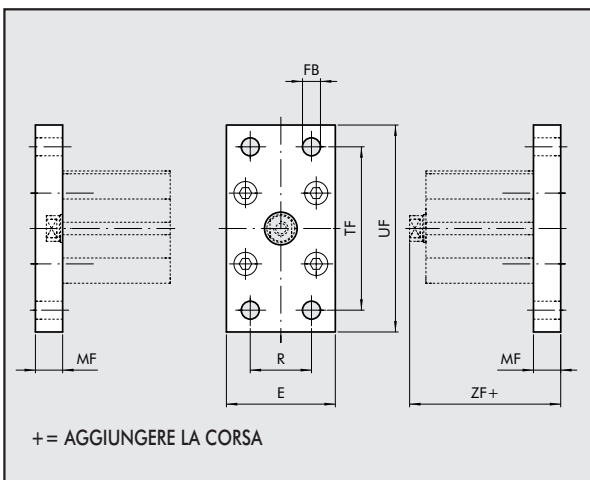 FB
TF
UF
MF
R
E
MF
ZF+
+= AGGIUNGERE LA CORSA